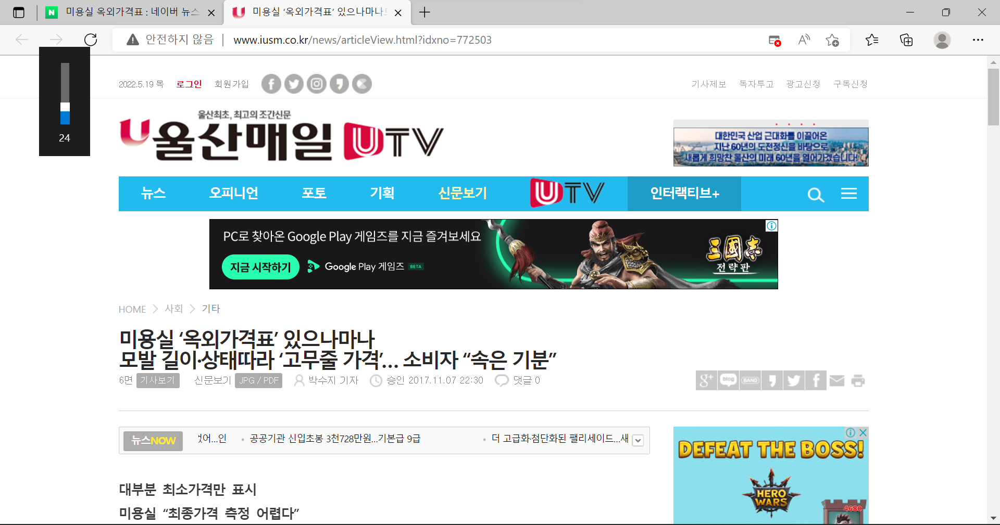 미용실 옥외가격표 : 네이버 뉴스
미용실 ‘옥외가격표’ 있으나마나
안전하지 않음
www.iusm.co.kr/news/articleView.html?idxno=772503
24
2022.5.19 목 로그인 회원가입
기사제보 독자투고 광고신청 구독신청
울산최초, 최고의 조간신문
U울산매일 UTV
대한민국 산업 근대화를 이끌어온
지난 60년의 도전정신을 바탕으로
새롭게 희망찬 울산의 미래 60년을 열어가겠습니다!
뉴스 오피니언 포토 기획 신문보기 UTV 인터랙티브+
PC로 찾아온 Google Play 게임즈를 지금 즐겨보세요
지금 시작하기 Google Play 게임즈 BETA
三國志
전략판
HOME 사회 기타
미용실 ‘옥외가격표’ 있으나마나
모발 길이·상태따라 ‘고무줄 가격’… 소비자 “속은 기분”
6면 기사보기 신문보기 JPG / PDF 박수지 기자 승인 2017.11.07 22:30 댓글 0
g+ blog BAND
뉴스NOW
어...인 공공기관 신입초봉 3천728만원...기본급 9급 더 고급화·첨단화된 팰리세이드...새
DEFEAT THE BOSS!
HERO
WARS
4680
대부분 최소가격만 표시
미용실 “최종가격 측정 어렵다”